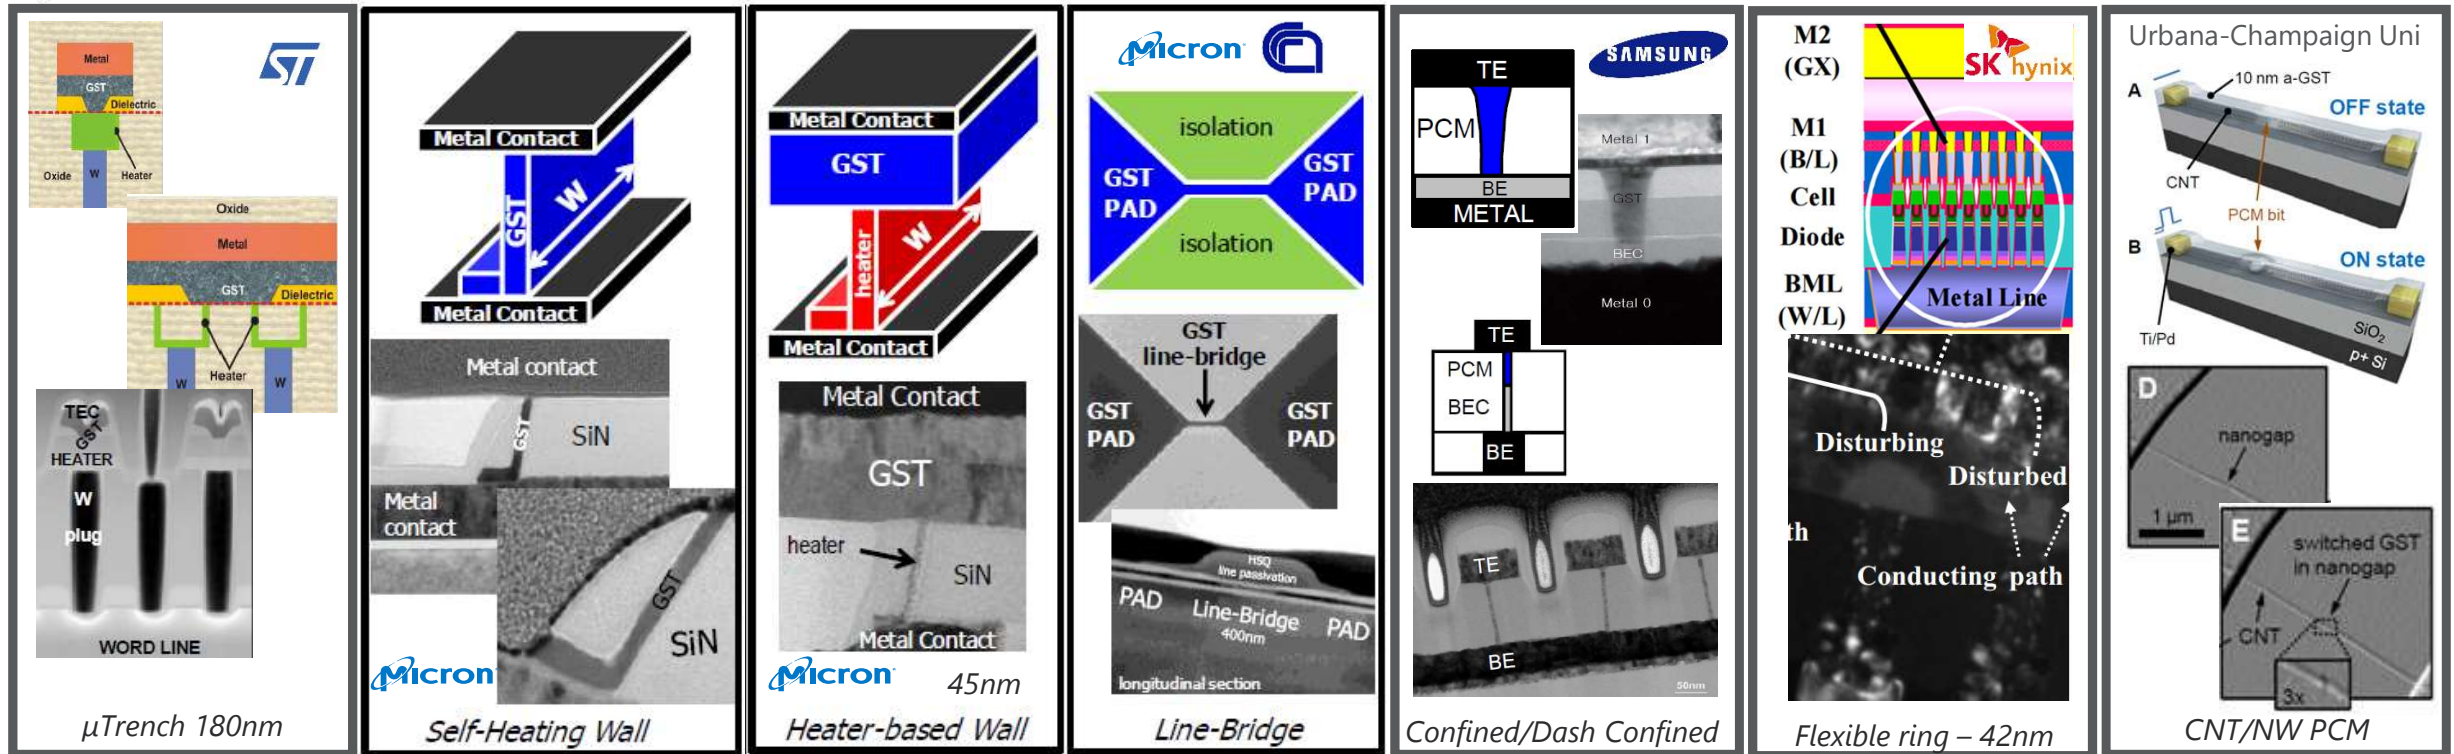 ST
Metal
GST
Dielectric
Oxide
W
Heater
Oxide
Metal
GST
Dielectric
Heater
W
W
TEC
GST
HEATER
W
plug
WORD LINE
µTrench 180nm
Metal Contact
GST
W
Metal Contact
Metal contact
GST
SiN
Metal
contact
GST
SiN
Micron
Self-Heating Wall
Metal Contact
GST
heater
W
Metal Contact
Metal Contact
GST
heater
SiN
Metal Contact
Micron
45nm
Heater-based Wall
Micron
isolation
GST
PAD
GST
PAD
isolation
GST
line-bridge
GST
PAD
GST
PAD
HSQ
line passivation
PAD
Line-Bridge
400nm
PAD
longitudinal section
Line-Bridge
SAMSUNG
TE
PCM
BE
METAL
Metal 1
GST
BEC
Metal 0
TE
PCM
BEC
BE
TE
BE
50nm
Confined/Dash Confined
M2
(GX)
SK hynix
M1
(B/L)
Cell
Diode
BML
(W/L)
Metal Line
Disturbing
Disturbed
th
Conducting path
Flexible ring – 42nm
Urbana-Champaign Uni
A
10 nm a-GST
OFF state
CNT
PCM bit
B
ON state
SiO2
Ti/Pd
p+ Si
D
nanogap
1 µm
E
switched GST
in nanogap
CNT
3x
CNT/NW PCM